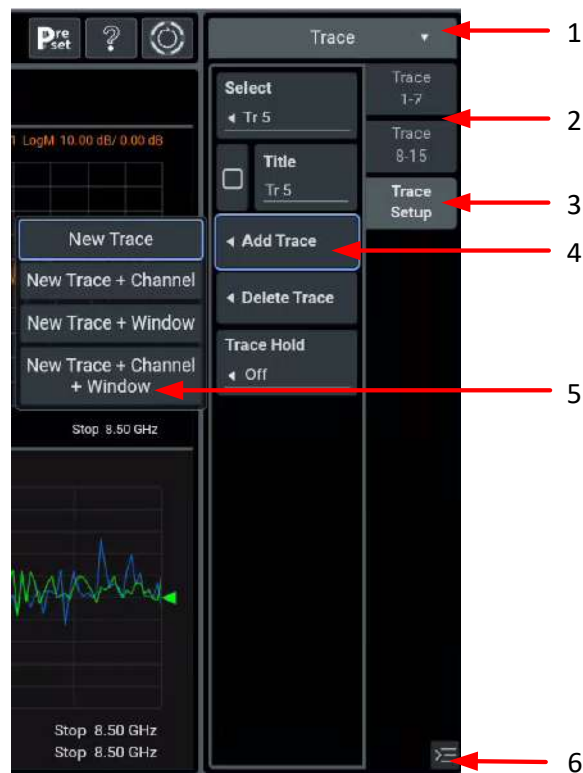 Pre
set
?
Trace
1
Trace
1-7
2
Select
Tr 5
1 LogM 10.00 dB/ 0.00 dB
Trace
8-15
Title
Tr 5
Trace
Setup
3
New Trace
Add Trace
4
New Trace + Channel
Delete Trace
New Trace + Window
Trace Hold
Off
New Trace + Channel
+ Window
5
Stop 8.50 GHz
Stop 8.50 GHz
Stop 8.50 GHz
6